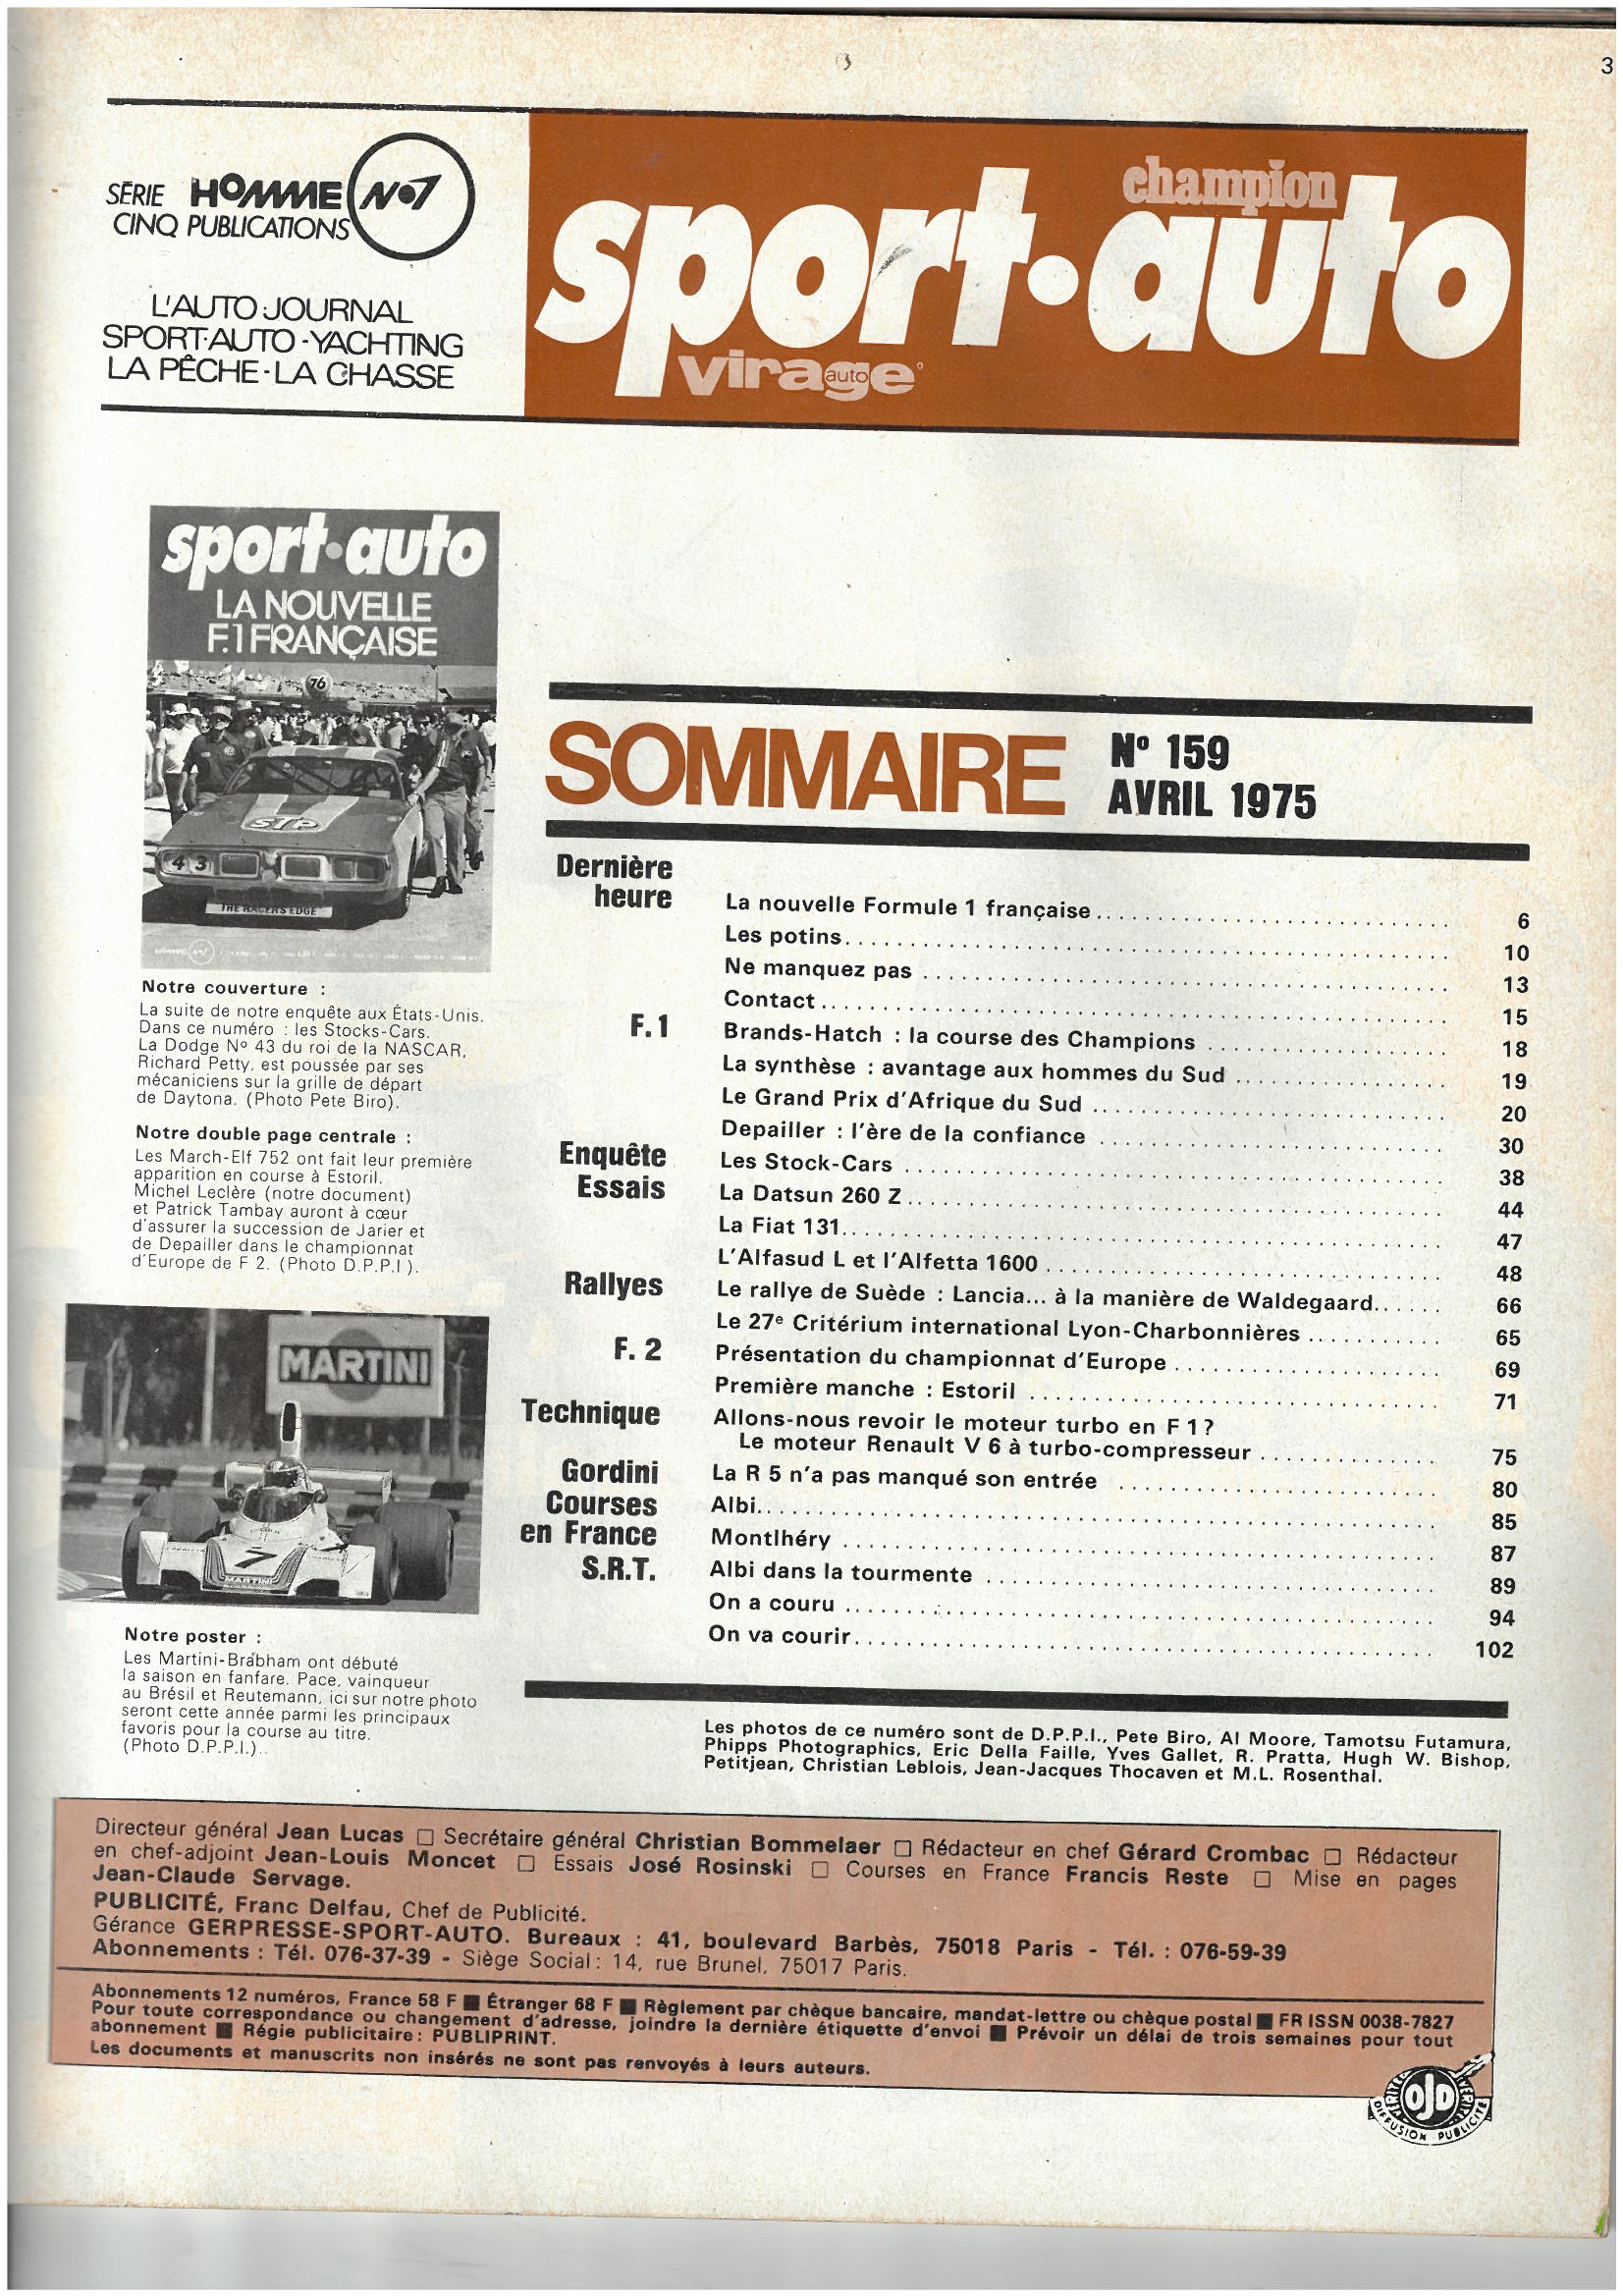 3
SÉRIE HOMME N°1
CINQ PUBLICATIONS
L'AUTO-JOURNAL
SPORT-AUTO-YACHTING
LA PÊCHE-LA CHASSE
champion
sport·auto
virage auto
sport·auto
LA NOUVELLE
F.1 FRANÇAISE
76
STP
43
THE RACER'S EDGE
HOMME N°1
Notre couverture :
La suite de notre enquête aux États-Unis.
Dans ce numéro : les Stocks-Cars.
La Dodge Nº 43 du roi de la NASCAR,
Richard Petty, est poussée par ses
mécaniciens sur la grille de départ
de Daytona. (Photo Pete Biro).
Notre double page centrale :
Les March-Elf 752 ont fait leur première
apparition en course à Estoril.
Michel Leclère (notre document)
et Patrick Tambay auront à cœur
d'assurer la succession de Jarier et
de Depailler dans le championnat
d'Europe de F 2. (Photo D.P.P.I ).
MARTINI
7
MARTINI
Notre poster :
Les Martini-Brabham ont débuté
la saison en fanfare. Pace, vainqueur
au Brésil et Reutemann, ici sur notre photo
seront cette année parmi les principaux
favoris pour la course au titre.
(Photo D.P.P.I.)..
SOMMAIRE
Nº 159
AVRIL 1975
Dernière
heure
La nouvelle Formule 1 française 6
Les potins 10
Ne manquez pas 13
Contact 15
F.1
Brands-Hatch : la course des Champions 18
La synthèse : avantage aux hommes du Sud 19
Le Grand Prix d'Afrique du Sud 20
Depailler : l'ère de la confiance 30
Enquête
Les Stock-Cars 38
Essais
La Datsun 260 Z 44
La Fiat 131 47
L'Alfasud L et l'Alfetta 1600 48
Rallyes
Le rallye de Suède : Lancia... à la manière de Waldegaard 66
Le 27e Critérium international Lyon-Charbonnières 65
F. 2
Présentation du championnat d'Europe 69
Première manche : Estoril 71
Technique
Allons-nous revoir le moteur turbo en F 1 ?
Le moteur Renault V 6 à turbo-compresseur 75
Gordini
La R 5 n'a pas manqué son entrée 80
Courses
en France
Albi 85
Montlhéry 87
S.R.T.
Albi dans la tourmente 89
On a couru 94
On va courir 102
Les photos de ce numéro sont de D.P.P.I., Pete Biro, Al Moore, Tamotsu Futamura,
Phipps Photographics, Eric Della Faille, Yves Gallet, R. Pratta, Hugh W. Bishop,
Petitjean, Christian Leblois, Jean-Jacques Thocaven et M.L. Rosenthal.
Directeur général Jean Lucas □ Secrétaire général Christian Bommelaer □ Rédacteur en chef Gérard Crombac □ Rédacteur
en chef-adjoint Jean-Louis Moncet □ Essais José Rosinski □ Courses en France Francis Reste □ Mise en pages
Jean-Claude Servage.
PUBLICITÉ, Franc Delfau, Chef de Publicité.
Gérance GERPRESSE-SPORT-AUTO. Bureaux : 41, boulevard Barbès, 75018 Paris - Tél. : 076-59-39
Abonnements : Tél. 076-37-39 - Siège Social : 14, rue Brunel, 75017 Paris.
Abonnements 12 numéros, France 58 F ■ Étranger 68 F ■ Règlement par chèque bancaire, mandat-lettre ou chèque postal ■ FR ISSN 0038-7827
Pour toute correspondance ou changement d'adresse, joindre la dernière étiquette d'envoi ■ Prévoir un délai de trois semaines pour tout
abonnement ■ Régie publicitaire : PUBLIPRINT.
Les documents et manuscrits non insérés ne sont pas renvoyés à leurs auteurs.
OJD
DIFFUSION PUBLICITÉ